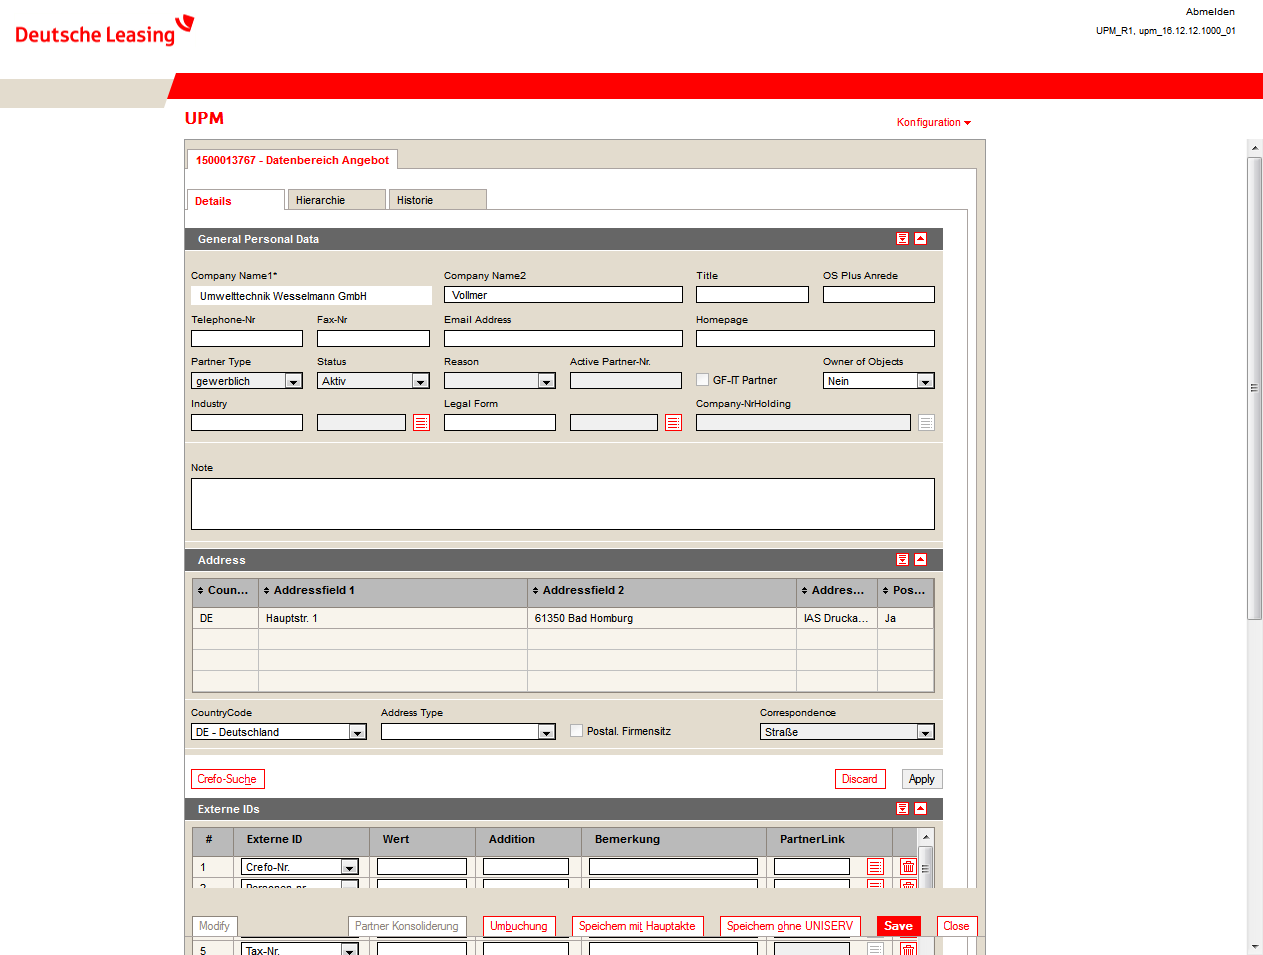 Deutsche Leasing
Abmelden
UPM_R1, upm_16.12.12.1000_01
UPM
Konfiguration
1500013767 - Datenbereich Angebot
Details Hierarchie Historie
General Personal Data
Company Name1* Company Name2 Title OS Plus Anrede
Umwelttechnik Wesselmann GmbH Vollmer
Telephone-Nr Fax-Nr Email Address Homepage
Partner Type Status Reason Active Partner-Nr. Owner of Objects
gewerblich Aktiv GF-IT Partner Nein
Industry Legal Form Company-NrHolding
Note
Address
Coun... Addressfield 1 Addressfield 2 Addres... Pos...
DE Hauptstr. 1 61350 Bad Homburg IAS Drucka... Ja
CountryCode Address Type Correspondence
DE - Deutschland Postal. Firmensitz Straße
Crefo-Suche Discard Apply
Externe IDs
# Externe ID Wert Addition Bemerkung PartnerLink
1 Crefo-Nr.
Modify Partner Konsolidierung Umbuchung Speichern mit Hauptakte Speichern ohne UNISERV Save Close
5 Tax-Nr.